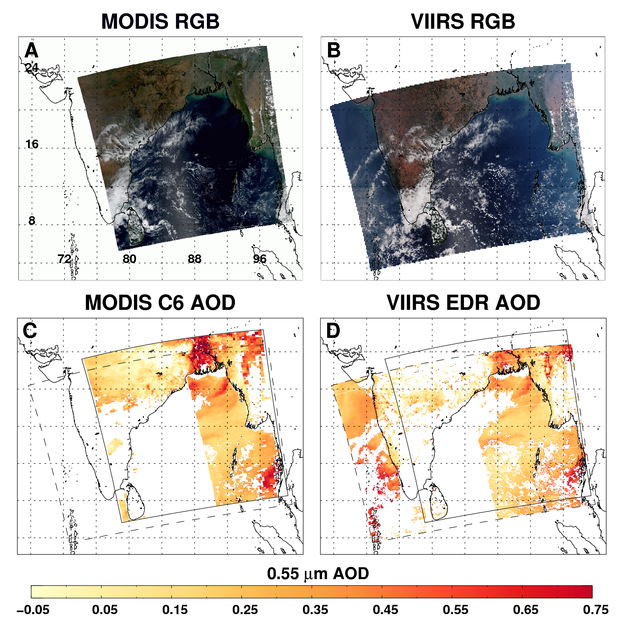 MODIS RGB
VIIRS RGB
A
24
16
8
72 80 88 96
B
MODIS C6 AOD
VIIRS EDR AOD
C
D
0.55 μm AOD
−0.05 0.05 0.15 0.25 0.35 0.45 0.55 0.65 0.75